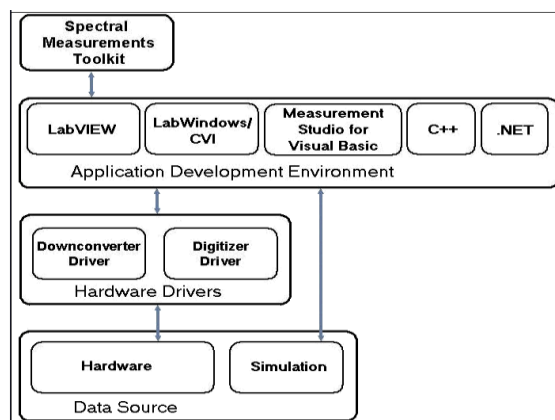 Spectral
Measurements
Toolkit
LabVIEW
LabWindows/
CVI
Measurement
Studio for
Visual Basic
C++
.NET
Application Development Environment
Downconverter
Driver
Digitizer
Driver
Hardware Drivers
Hardware
Simulation
Data Source